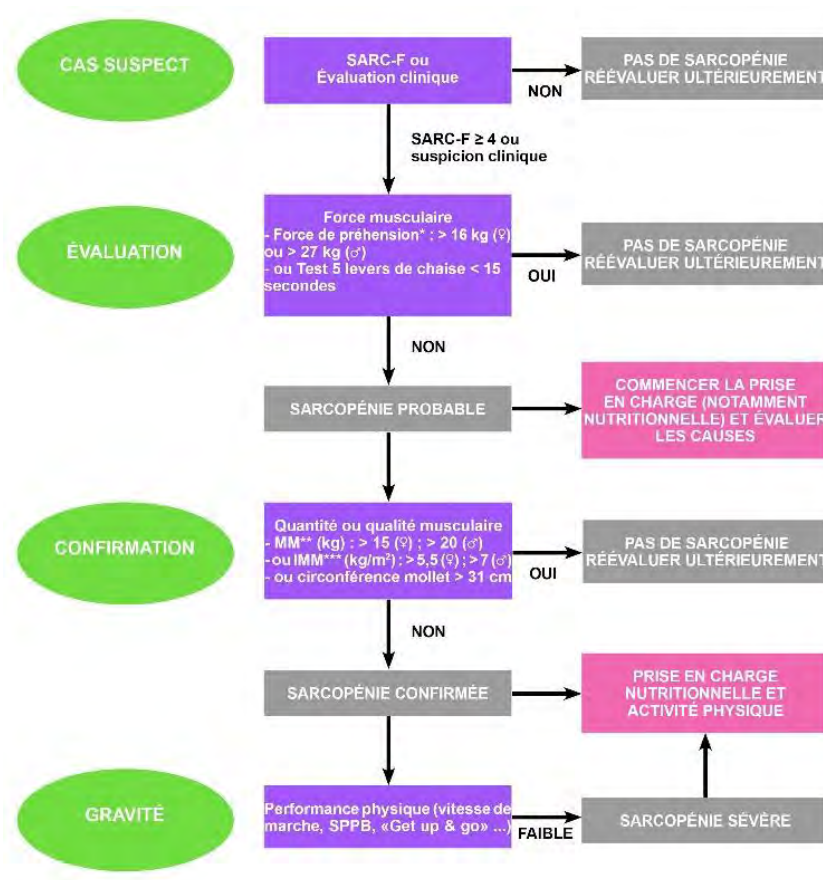 CAS SUSPECT
SARC-F ou
Évaluation clinique
NON
PAS DE SARCOPÉNIE
RÉÉVALUER ULTÉRIEUREMENT
SARC-F ≥ 4 ou
suspicion clinique
ÉVALUATION
Force musculaire
- Force de préhension* : > 16 kg (♀)
ou > 27 kg (♂)
- ou Test 5 levers de chaise < 15
secondes
OUI
PAS DE SARCOPÉNIE
RÉÉVALUER ULTÉRIEUREMENT
NON
SARCOPÉNIE PROBABLE
COMMENCER LA PRISE
EN CHARGE (NOTAMMENT
NUTRITIONNELLE) ET ÉVALUER
LES CAUSES
CONFIRMATION
Quantité ou qualité musculaire
- MM** (kg) : > 15 (♀) ; > 20 (♂)
- ou IMM*** (kg/m²) : > 5,5 (♀) ; > 7 (♂)
- ou circonférence mollet > 31 cm
OUI
PAS DE SARCOPÉNIE
RÉÉVALUER ULTÉRIEUREMENT
NON
SARCOPÉNIE CONFIRMÉE
PRISE EN CHARGE
NUTRITIONNELLE ET
ACTIVITÉ PHYSIQUE
GRAVITÉ
Performance physique (vitesse de
marche, SPPB, «Get up & go» ...)
FAIBLE
SARCOPÉNIE SÉVÈRE